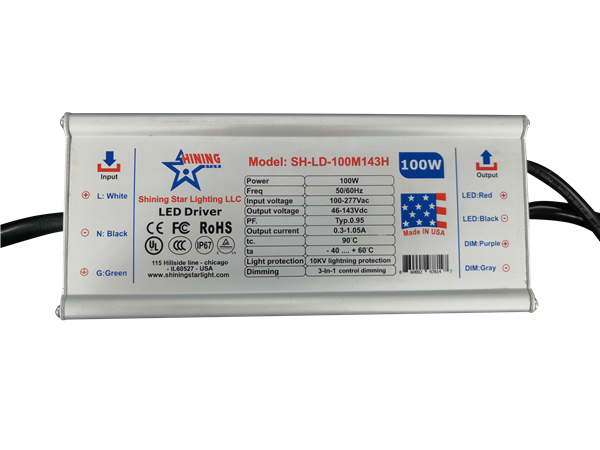 Input
L: White
N: Black
G:Green
SHINING
STAR
Shining Star Lighting LLC
LED Driver
CE FC RoHS
UL CCC IP67
115 Hillside line - chicago
- IL60527 - USA
www.shiningstarlight.com
Model: SH-LD-100M143H
100W
Power 100W
Freq 50/60Hz
Input voltage 100-277Vac
Output voltage 46-143Vdc
PF. Typ.0.95
Output current 0.3-1.05A
tc. 90°C
ta - 40 .... + 60°C
Light protection 10KV lightning protection
Dimming 3-In-1 control dimming
Made IN USA
Output
LED:Red
LED:Black
DIM:Purple
DIM:Gray